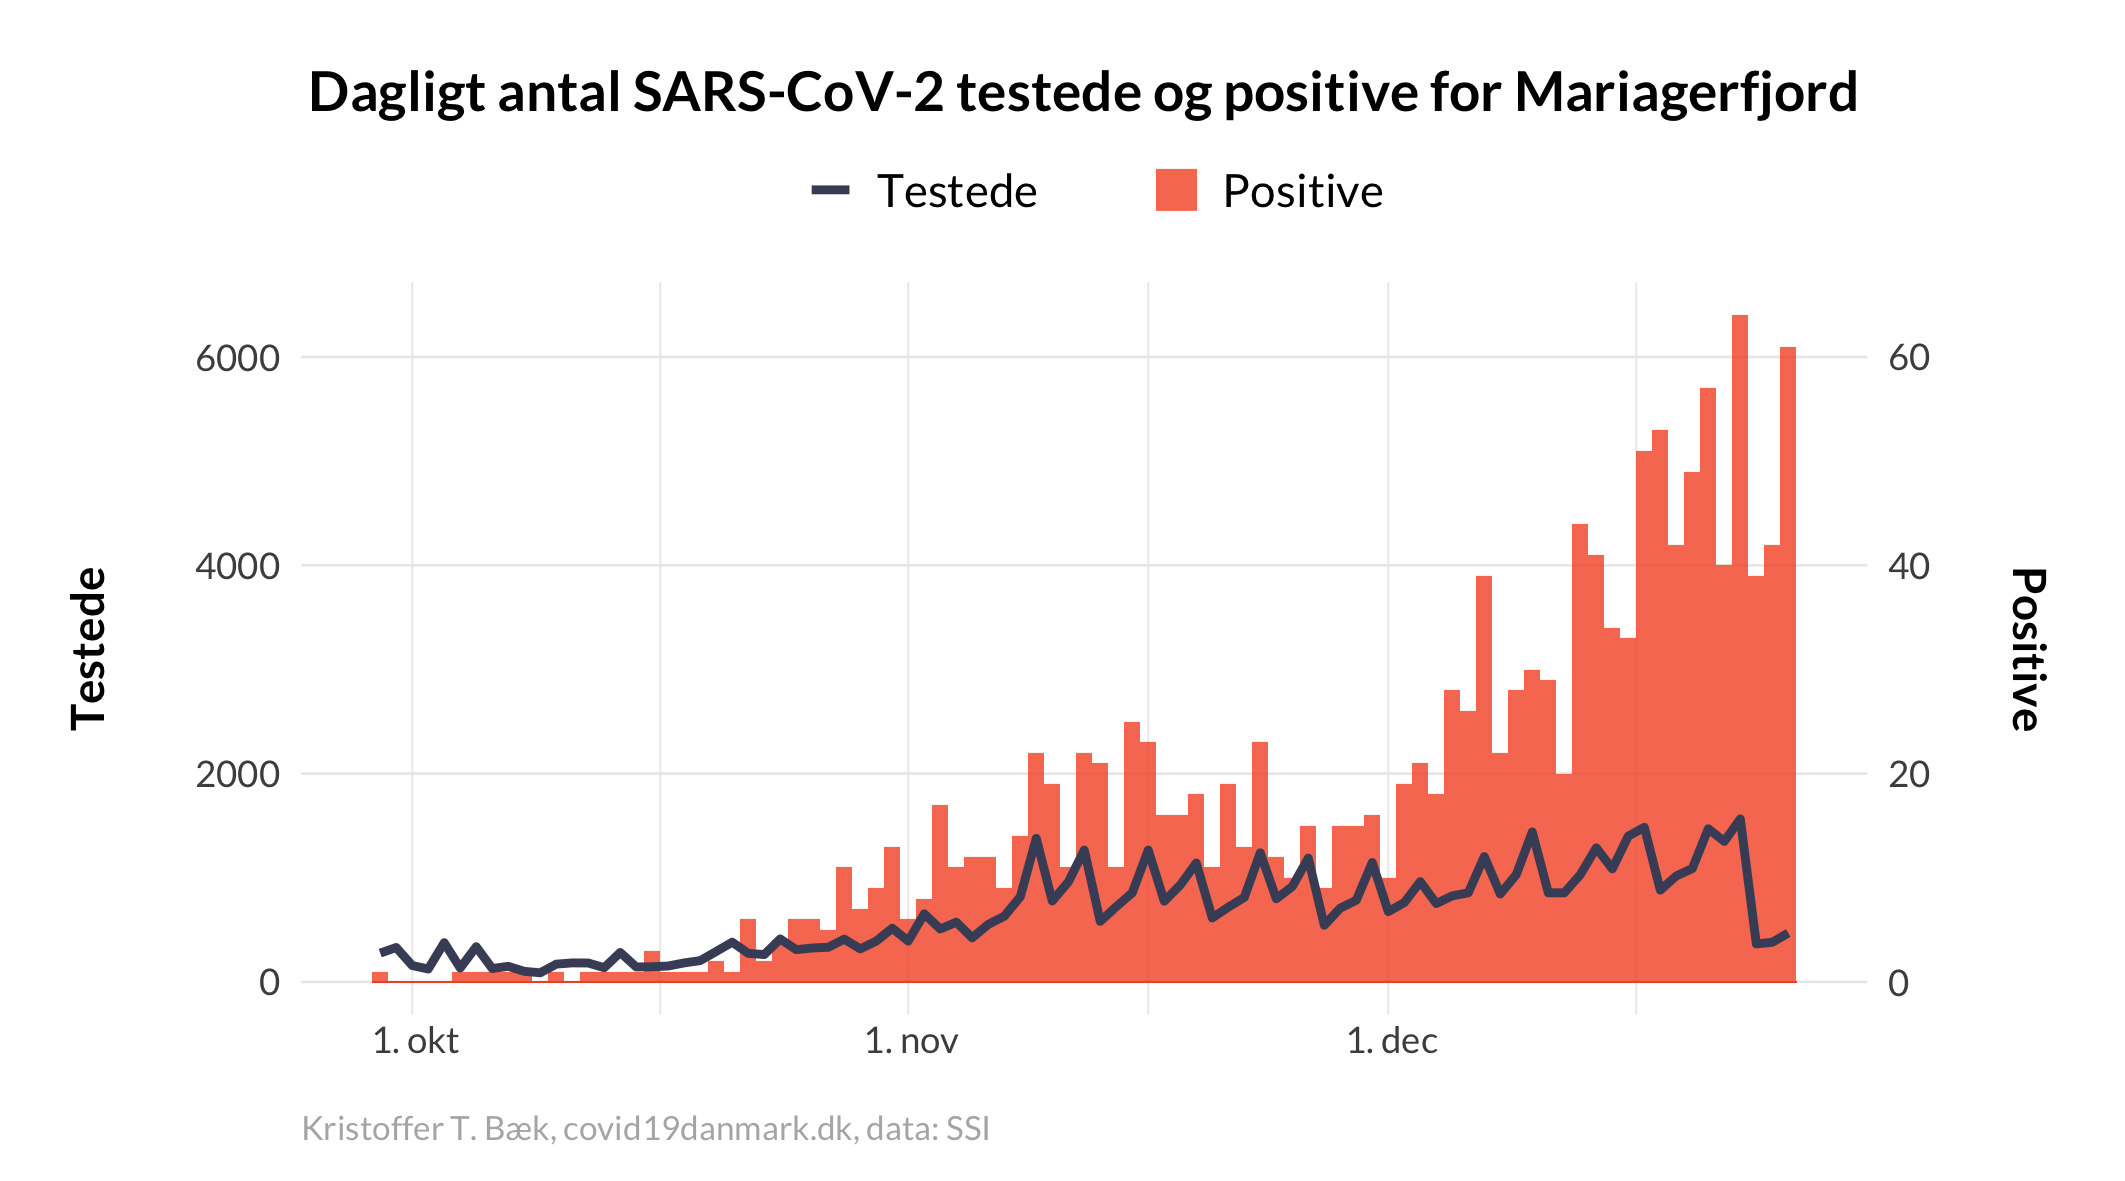 Dagligt antal SARS-CoV-2 testede og positive for Mariagerfjord
Testede
Positive
6000
60
4000
40
Testede
Positive
2000
20
0
0
1. okt
1. nov
1. dec
Kristoffer T. Bæk, covid19danmark.dk, data: SSI